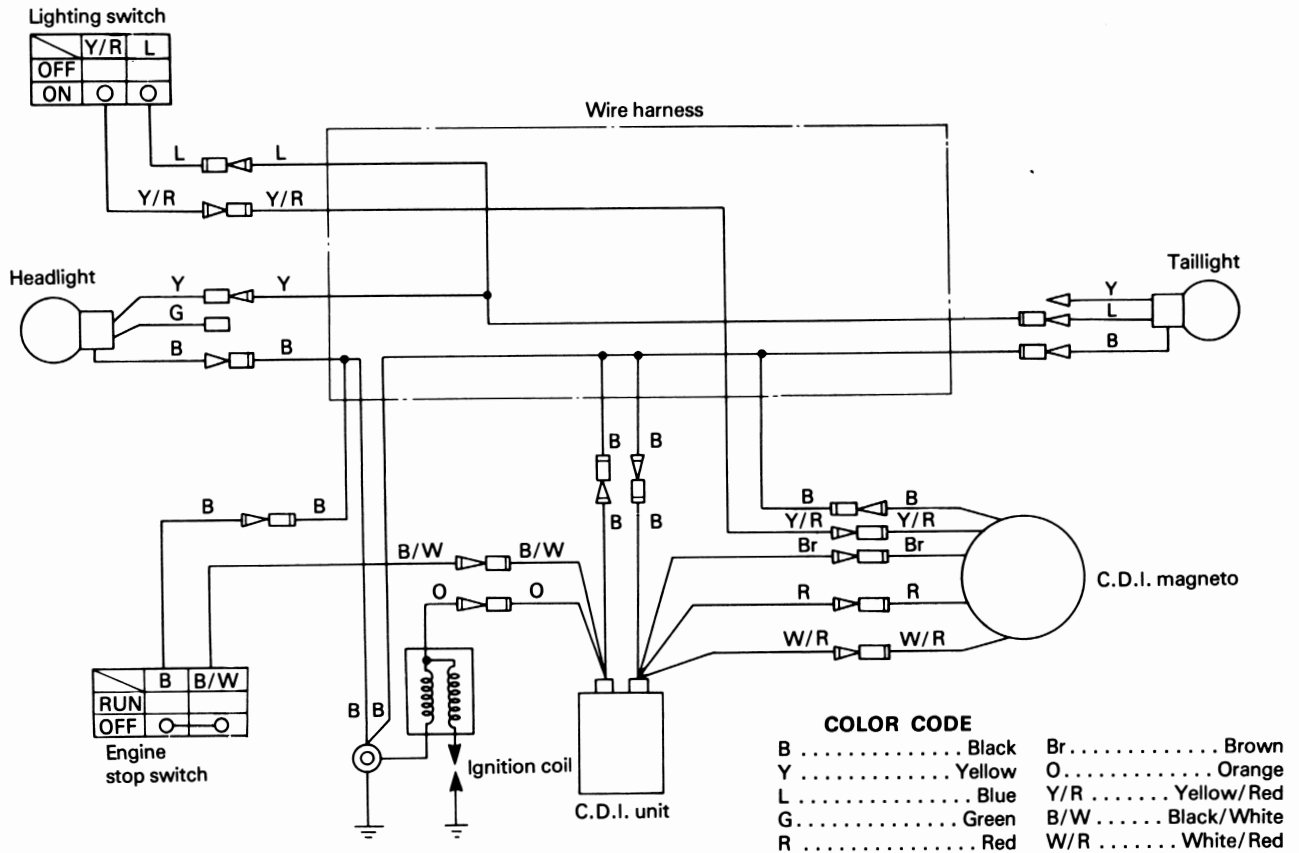 Lighting switch
Y/R L
OFF
ON
Wire harness
L L
Y/R Y/R
Headlight
Y Y
G
B B
Taillight
Y
L
B
B B
B B
B B
B B
Y/R Y/R
Br Br
R R
W/R W/R
C.D.I. magneto
B/W B/W
O O
B B/W
RUN
OFF
Engine
stop switch
B B
Ignition coil
C.D.I. unit
COLOR CODE
B . . . . . . . . . . . . . . . Black
Y . . . . . . . . . . . . . . Yellow
L . . . . . . . . . . . . . . . . Blue
G . . . . . . . . . . . . . . Green
R . . . . . . . . . . . . . . . . Red
Br . . . . . . . . . . . . Brown
O . . . . . . . . . . . . Orange
Y/R . . . . . . . Yellow/Red
B/W . . . . . . Black/White
W/R . . . . . . . White/Red